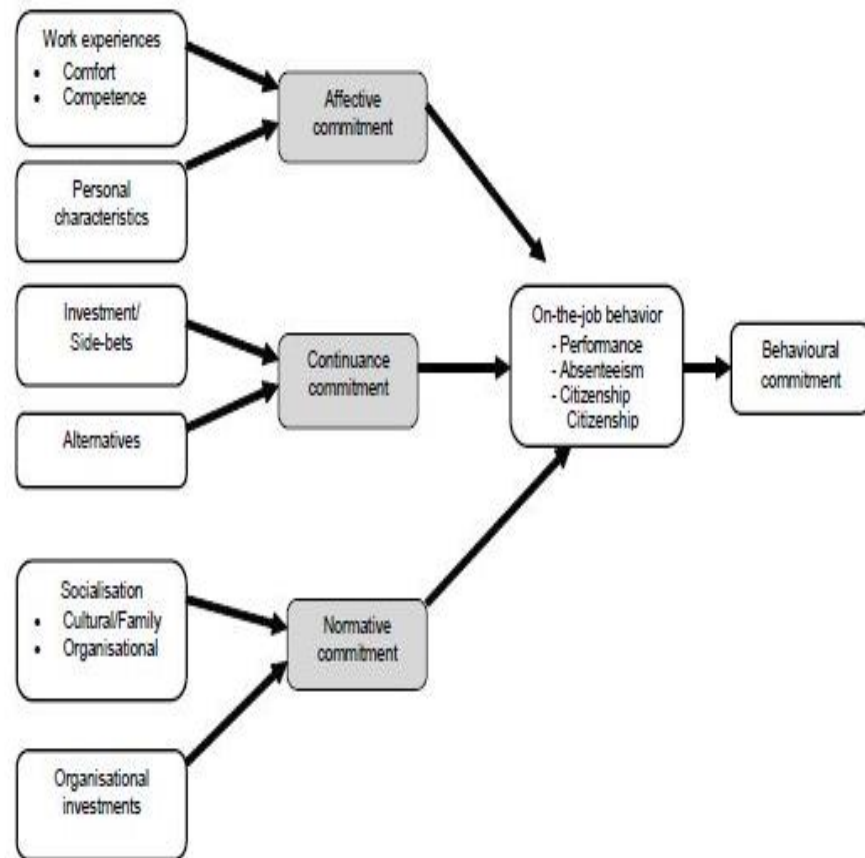 Work experiences
• Comfort
• Competence
Personal
characteristics
Affective
commitment
Investment/
Side-bets
Alternatives
Continuance
commitment
Socialisation
• Cultural/Family
• Organisational
Organisational
investments
Normative
commitment
On-the-job behavior
- Performance
- Absenteeism
- Citizenship
Citizenship
Behavioural
commitment